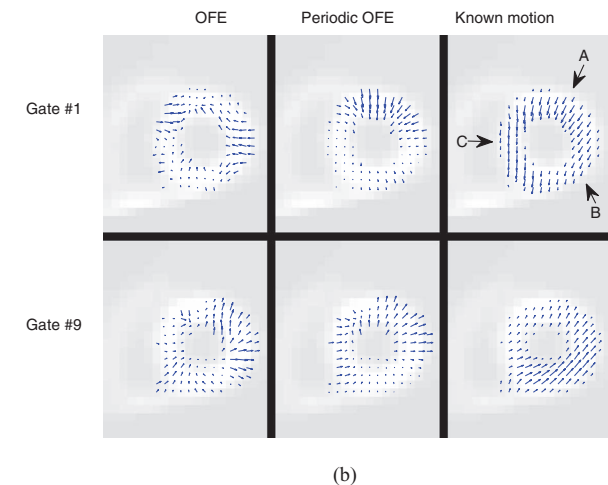 OFE Periodic OFE Known motion
Gate #1
A
C
B
Gate #9
(b)